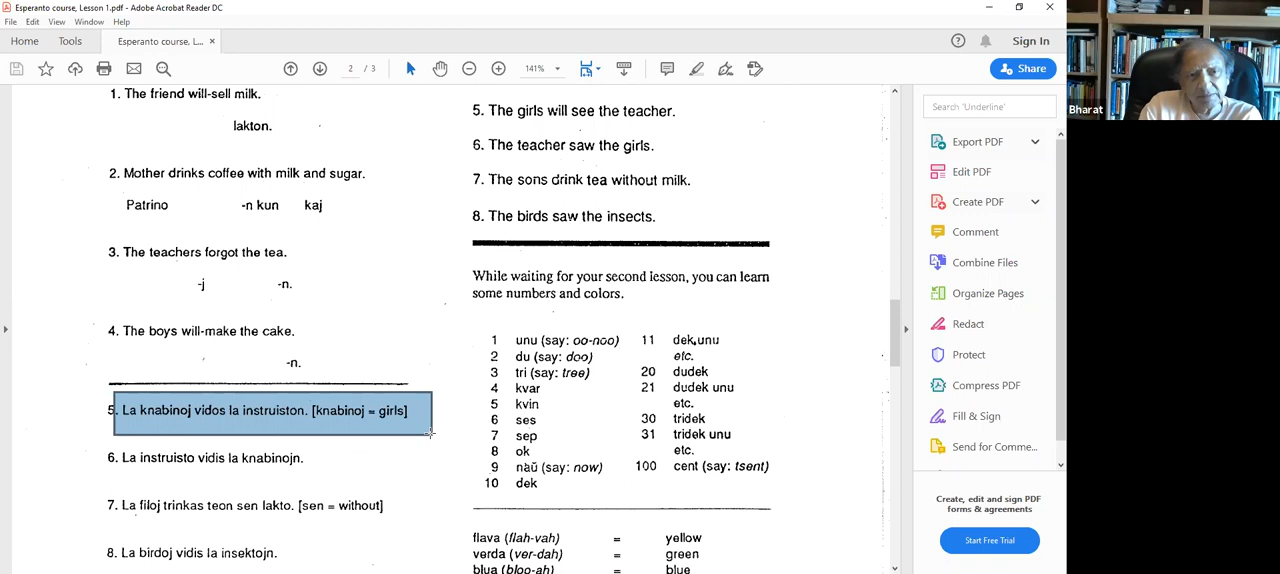 Esperanto course, Lesson 1.pdf - Adobe Acrobat Reader DC
File Edit View Window Help
Home Tools Esperanto course, L... × Sign In
2 / 3 141% Share
1. The friend will-sell milk.
lakton.
2. Mother drinks coffee with milk and sugar.
Patrino -n kun kaj
3. The teachers forgot the tea.
-j -n.
4. The boys will-make the cake.
-n.
5. La knabinoj vidos la instruiston. [knabinoj = girls]
6. La instruisto vidis la knabinojn.
7. La filoj trinkas teon sen lakto. [sen = without]
8. La birdoj vidis la insektojn.
5. The girls will see the teacher.
6. The teacher saw the girls.
7. The sons drink tea without milk.
8. The birds saw the insects.
While waiting for your second lesson, you can learn
some numbers and colors.
1 unu (say: oo-noo) 11 dek unu
2 du (say: doo) etc.
3 tri (say: tree) 20 dudek
4 kvar 21 dudek unu
5 kvin etc.
6 ses 30 tridek
7 sep 31 tridek unu
8 ok etc.
9 naŭ (say: now) 100 cent (say: tsent)
10 dek
flava (flah-vah) = yellow
verda (ver-dah) = green
blua (bloo-ah) = blue
Search 'Underline'
Export PDF
Edit PDF
Create PDF
Comment
Combine Files
Organize Pages
Redact
Protect
Compress PDF
Fill & Sign
Send for Comme...
Create, edit and sign PDF
forms & agreements
Start Free Trial
Bharat